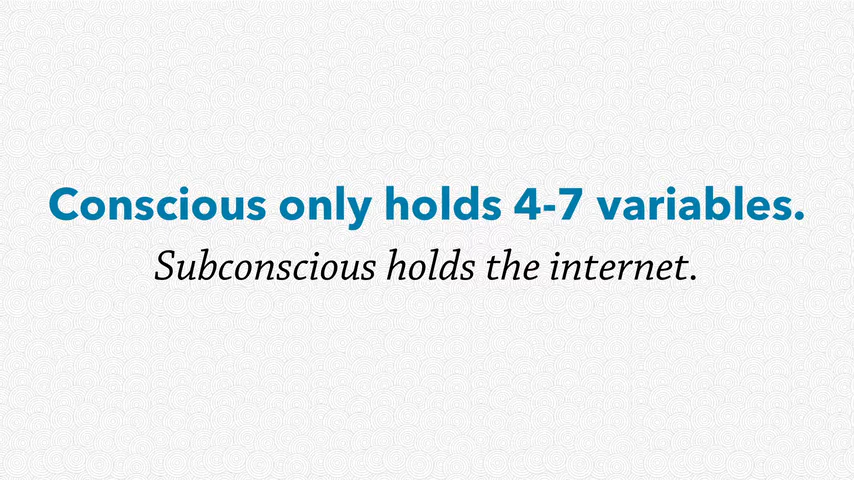 Conscious only holds 4-7 variables.
Subconscious holds the internet.